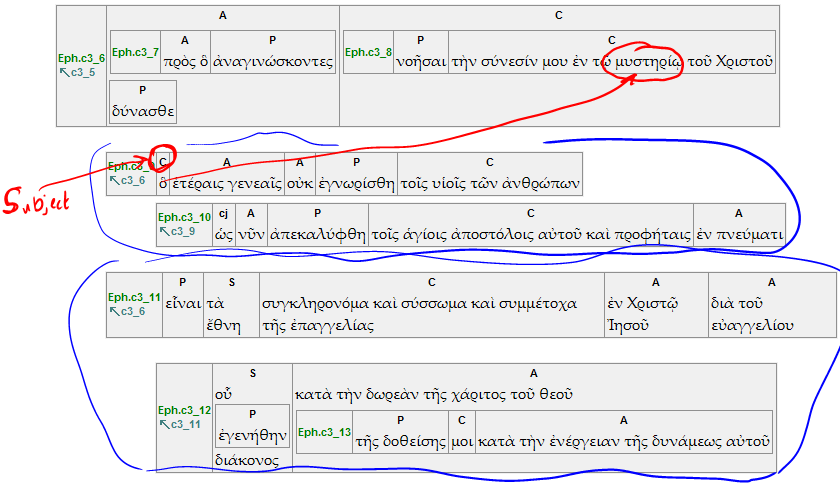 A C
Eph.c3_6 Eph.c3_7 A P Eph.c3_8 P C
↖c3_5 πρὸς ὃ ἀναγινώσκοντες νοῆσαι τὴν σύνεσίν μου ἐν τῷ μυστηρίῳ τοῦ Χριστοῦ
P
δύνασθε
C A A P C
↖c3_6 ὃ ἑτέραις γενεαῖς οὐκ ἐγνωρίσθη τοῖς υἱοῖς τῶν ἀνθρώπων
Subject
Eph.c3_10 cj A P C A
↖c3_9 ὡς νῦν ἀπεκαλύφθη τοῖς ἁγίοις ἀποστόλοις αὐτοῦ καὶ προφήταις ἐν πνεύματι
P S C A A
Eph.c3_11 εἶναι τὰ συγκληρονόμα καὶ σύσσωμα καὶ συμμέτοχα ἐν Χριστῷ διὰ τοῦ
↖c3_6 ἔθνη τῆς ἐπαγγελίας Ἰησοῦ εὐαγγελίου
S A
οὗ κατὰ τὴν δωρεὰν τῆς χάριτος τοῦ θεοῦ
Eph.c3_12 P Eph.c3_13 P C A
↖c3_11 ἐγενήθην τῆς δοθείσης μοι κατὰ τὴν ἐνέργειαν τῆς δυνάμεως αὐτοῦ
διάκονος